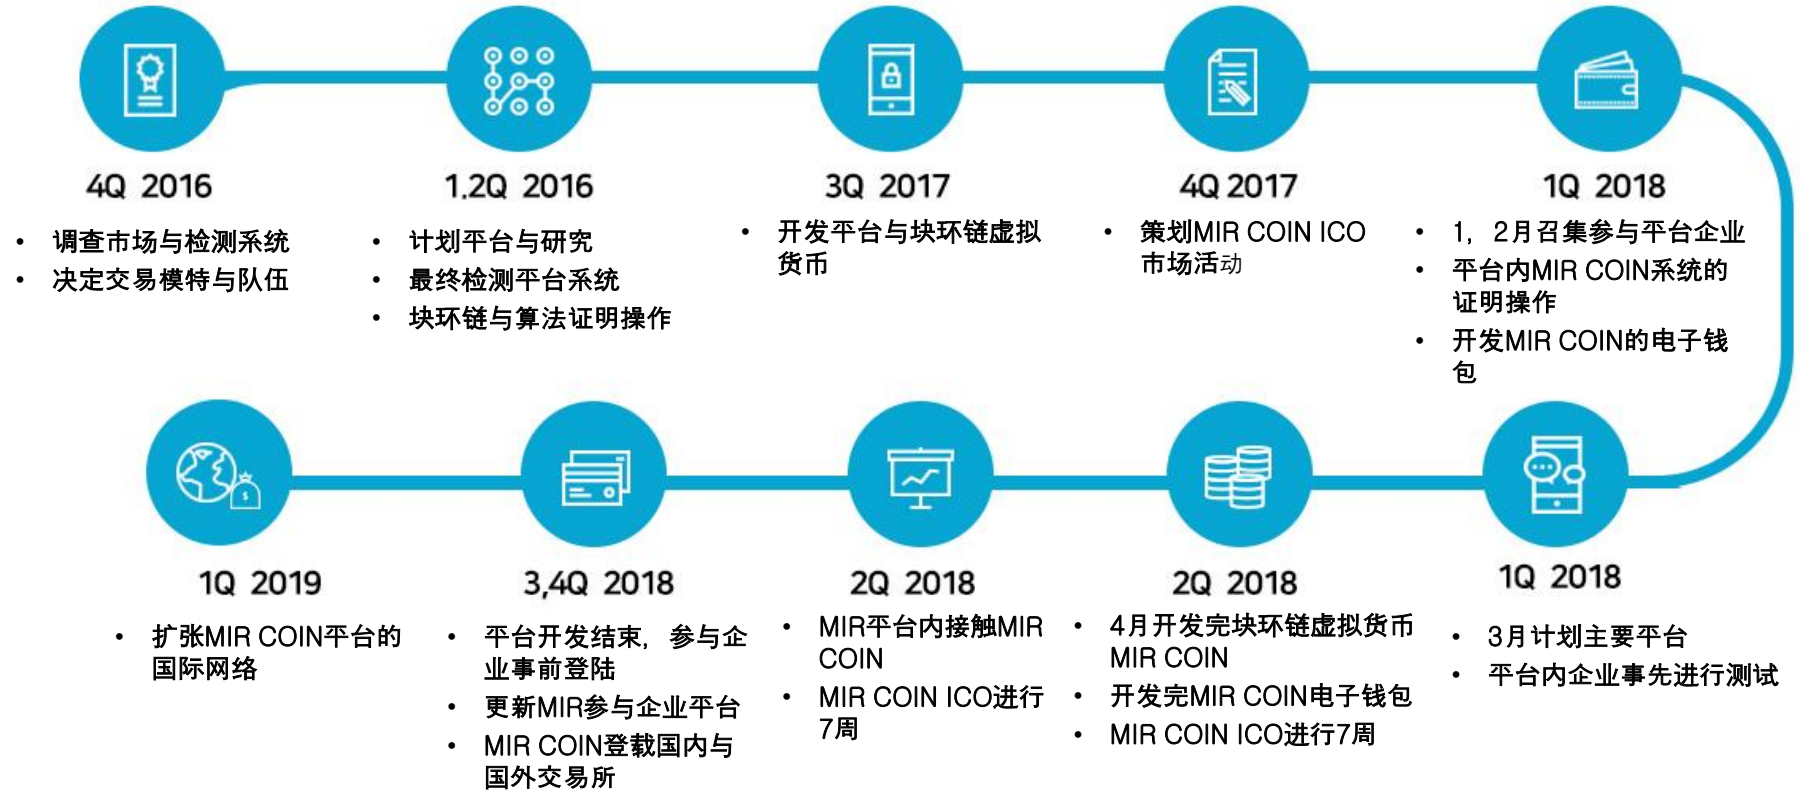 4Q 2016
• 调查市场与检测系统
• 决定交易模特与队伍
1.2Q 2016
• 计划平台与研究
• 最终检测平台系统
• 块环链与算法证明操作
3Q 2017
• 开发平台与块环链虚拟
货币
4Q 2017
• 策划MIR COIN ICO
市场活动
1Q 2018
• 1，2月召集参与平台企业
• 平台内MIR COIN系统的
证明操作
• 开发MIR COIN的电子钱
包
1Q 2018
• 3月计划主要平台
• 平台内企业事先进行测试
2Q 2018
• 4月开发完块环链虚拟货币
MIR COIN
• 开发完MIR COIN电子钱包
• MIR COIN ICO进行7周
2Q 2018
• MIR平台内接触MIR
COIN
• MIR COIN ICO进行
7周
3,4Q 2018
• 平台开发结束，参与企
业事前登陆
• 更新MIR参与企业平台
• MIR COIN登载国内与
国外交易所
1Q 2019
• 扩张MIR COIN平台的
国际网络